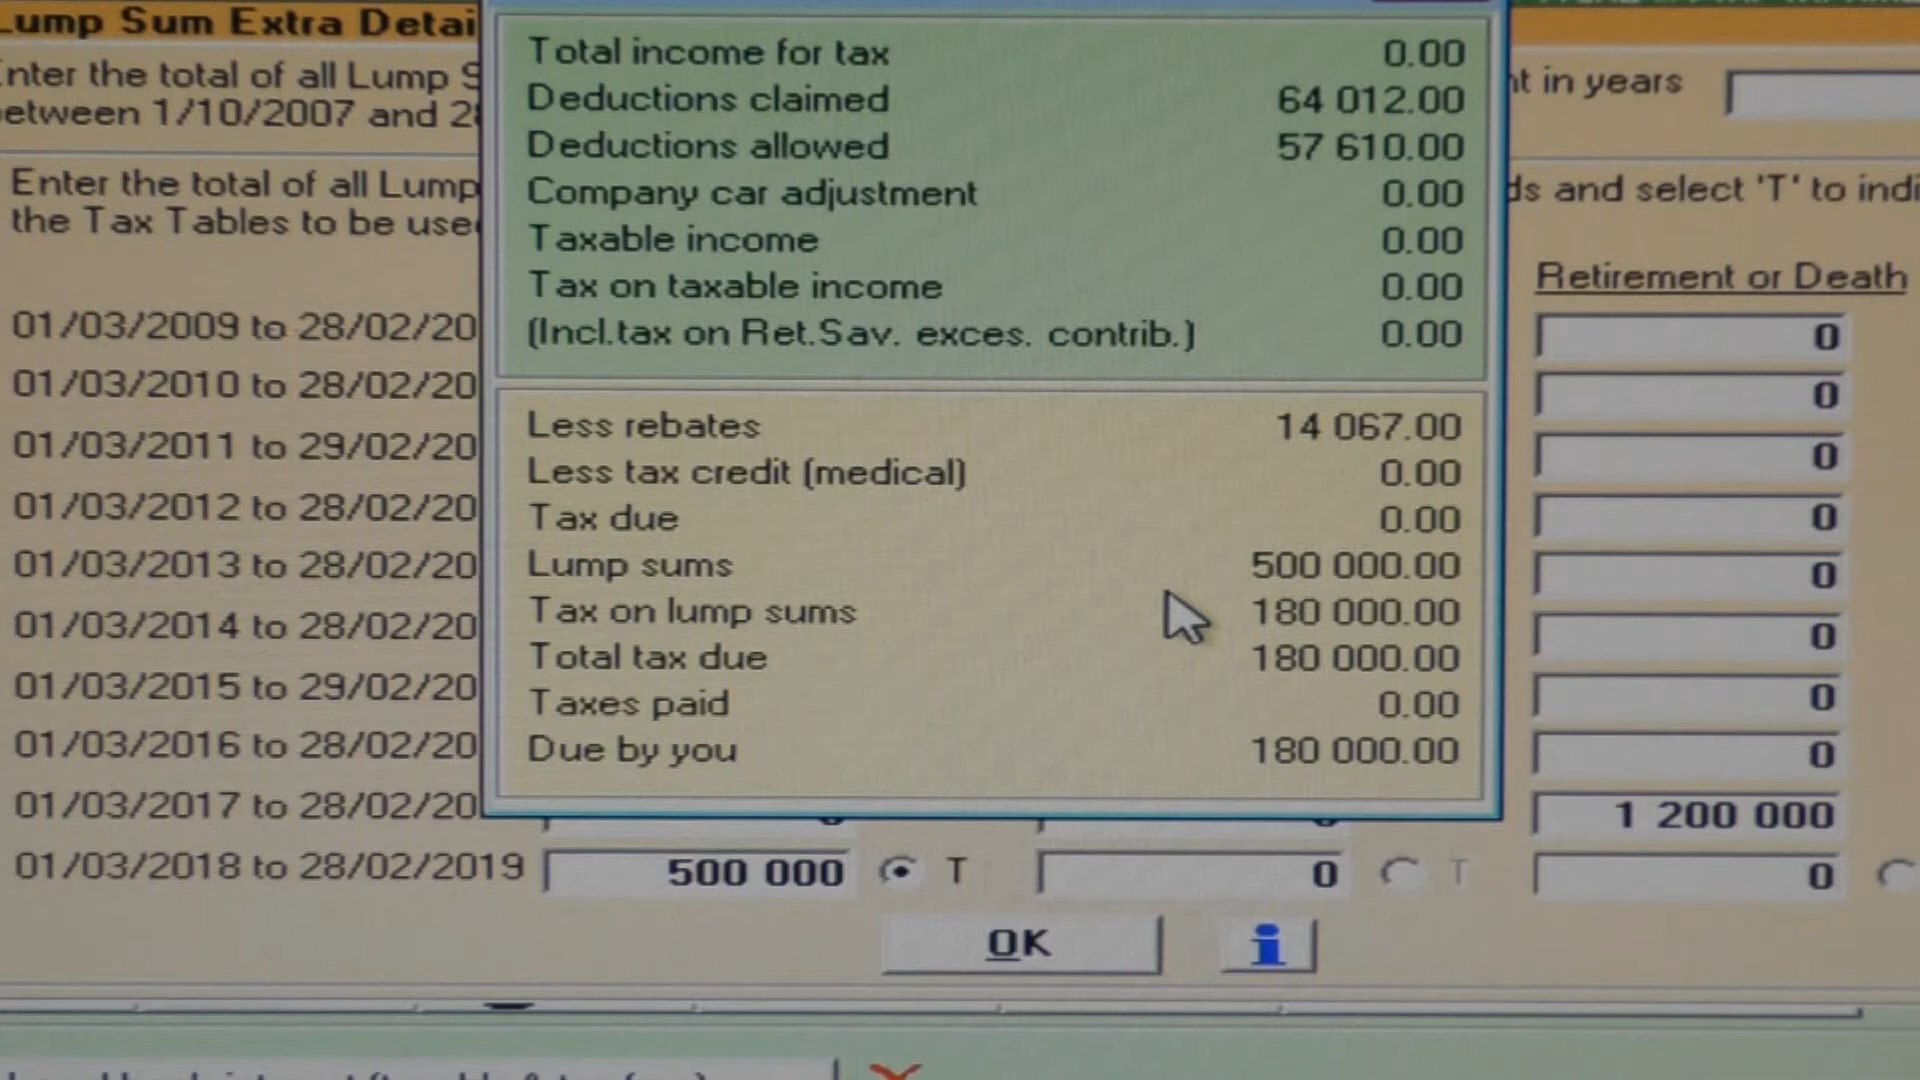 Lump Sum Extra Detai
Enter the total of all Lump S
between 1/10/2007 and 2
t in years
Enter the total of all Lump
the Tax Tables to be use
ds and select 'T' to indi
Retirement or Death
Total income for tax 0.00
Deductions claimed 64 012.00
Deductions allowed 57 610.00
Company car adjustment 0.00
Taxable income 0.00
Tax on taxable income 0.00
(Incl.tax on Ret.Sav. exces. contrib.) 0.00
Less rebates 14 067.00
Less tax credit (medical) 0.00
Tax due 0.00
Lump sums 500 000.00
Tax on lump sums 180 000.00
Total tax due 180 000.00
Taxes paid 0.00
Due by you 180 000.00
01/03/2009 to 28/02/20 0
01/03/2010 to 28/02/20 0
01/03/2011 to 29/02/20 0
01/03/2012 to 28/02/20 0
01/03/2013 to 28/02/20 0
01/03/2014 to 28/02/20 0
01/03/2015 to 29/02/20 0
01/03/2016 to 28/02/20 0
01/03/2017 to 28/02/20 1 200 000
01/03/2018 to 28/02/2019 500 000 T 0 T 0
OK i